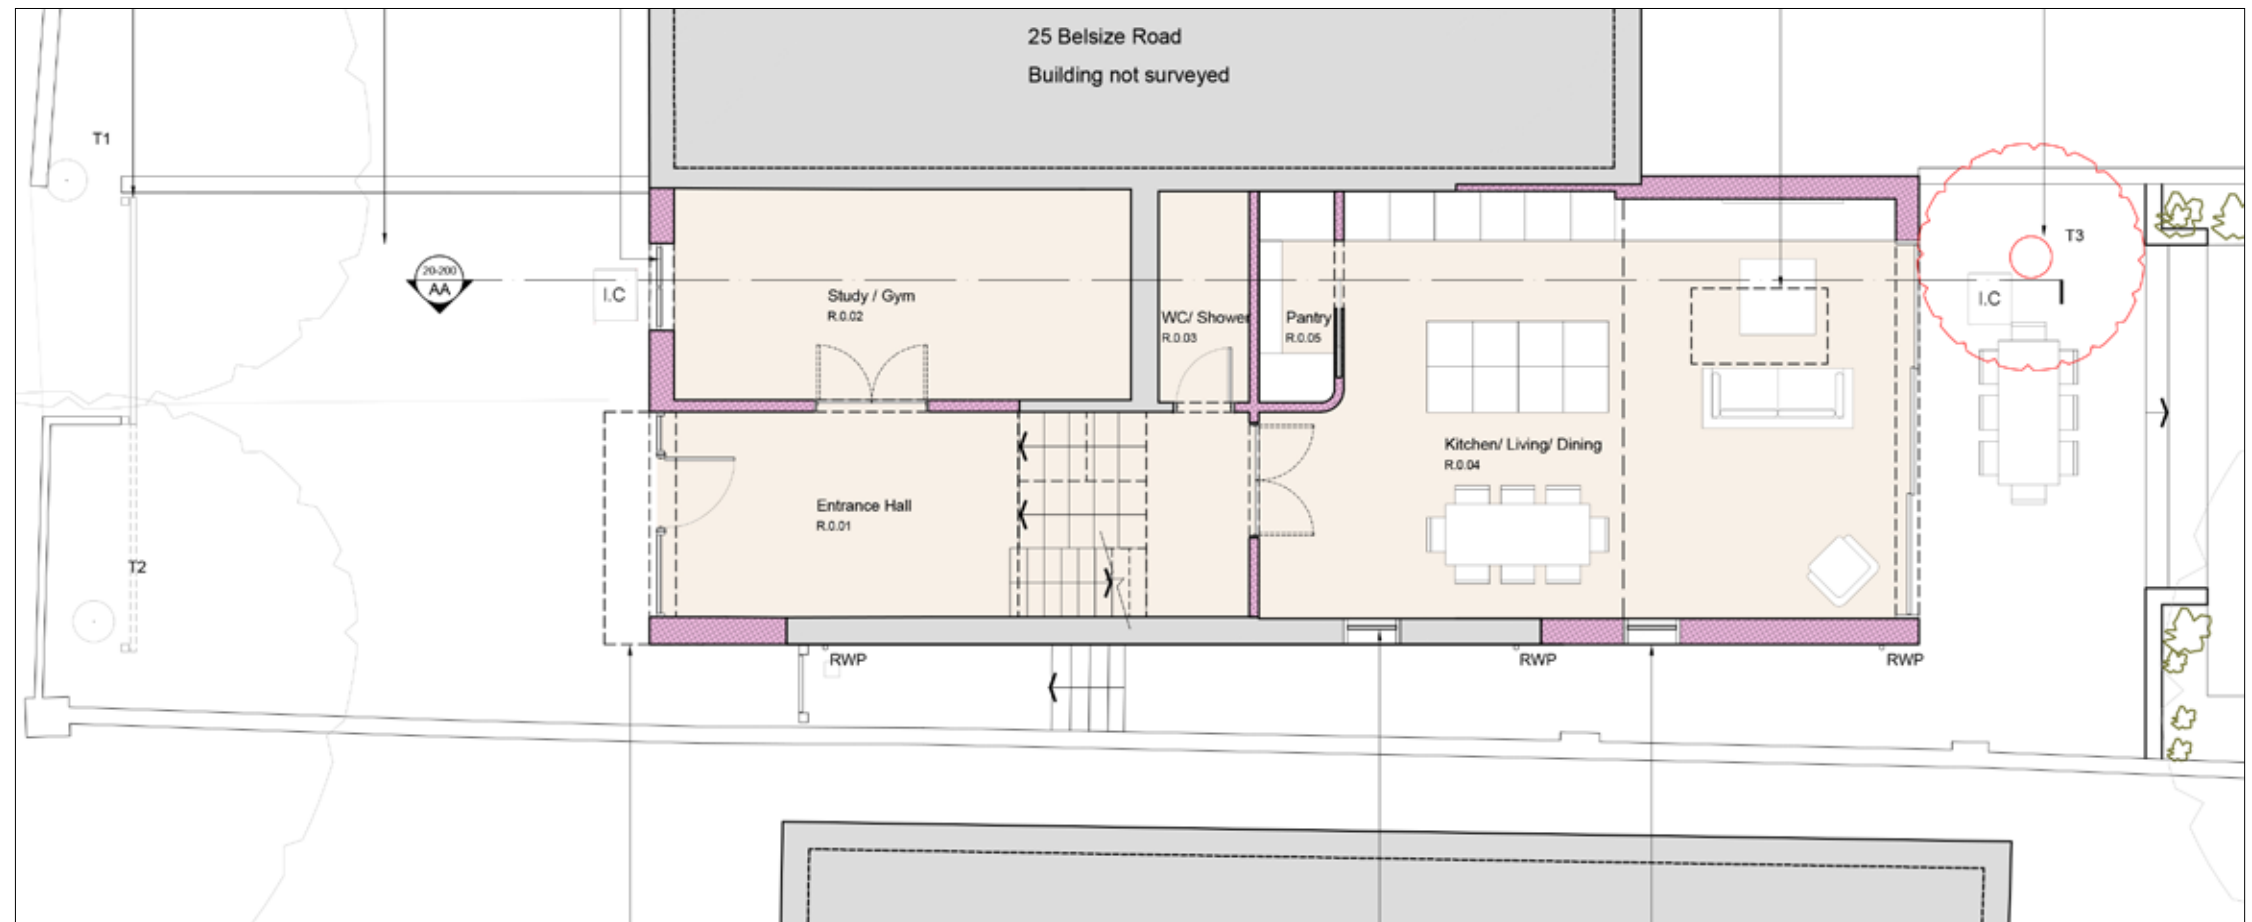 25 Belsize Road
Building not surveyed
T1
T3
20-200
AA
I.C
Study / Gym
R.0.02
WC/ Shower
R.0.03
Pantry
R.0.05
I.C
Kitchen/ Living/ Dining
R.0.04
Entrance Hall
R.0.01
T2
RWP
RWP
RWP